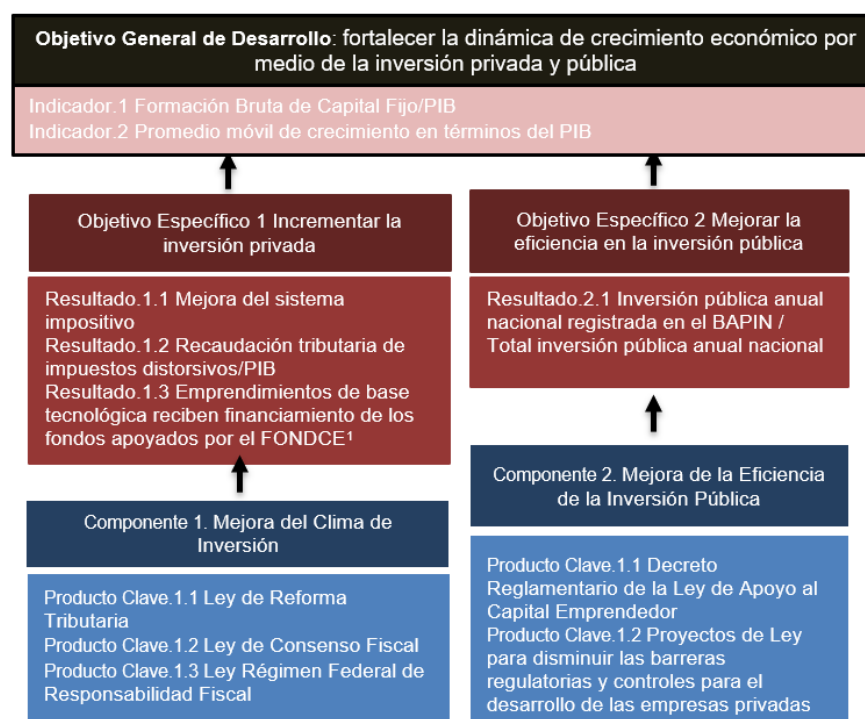 Objetivo General de Desarrollo: fortalecer la dinámica de crecimiento económico por
medio de la inversión privada y pública
Indicador.1 Formación Bruta de Capital Fijo/PIB
Indicador.2 Promedio móvil de crecimiento en términos del PIB
Objetivo Específico 1 Incrementar la
inversión privada
Resultado.1.1 Mejora del sistema
impositivo
Resultado.1.2 Recaudación tributaria de
impuestos distorsivos/PIB
Resultado.1.3 Emprendimientos de base
tecnológica reciben financiamiento de los
fondos apoyados por el FONDCE¹
Componente 1. Mejora del Clima de
Inversión
Producto Clave.1.1 Ley de Reforma
Tributaria
Producto Clave.1.2 Ley de Consenso Fiscal
Producto Clave.1.3 Ley Régimen Federal de
Responsabilidad Fiscal
Objetivo Específico 2 Mejorar la
eficiencia en la inversión pública
Resultado.2.1 Inversión pública anual
nacional registrada en el BAPIN /
Total inversión pública anual nacional
Componente 2. Mejora de la Eficiencia
de la Inversión Pública
Producto Clave.1.1 Decreto
Reglamentario de la Ley de Apoyo al
Capital Emprendedor
Producto Clave.1.2 Proyectos de Ley
para disminuir las barreras
regulatorias y controles para el
desarrollo de las empresas privadas